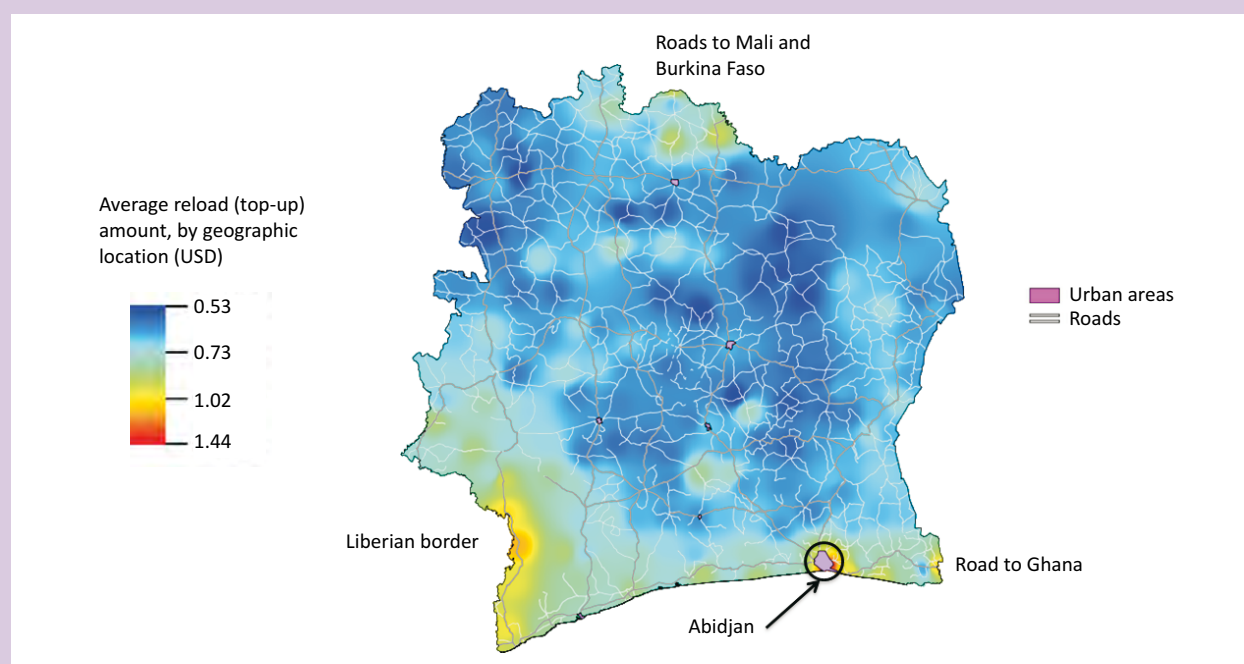 Roads to Mali and
Burkina Faso
Average reload (top-up)
amount, by geographic
location (USD)
0.53
0.73
1.02
1.44
Urban areas
Roads
Liberian border
Road to Ghana
Abidjan